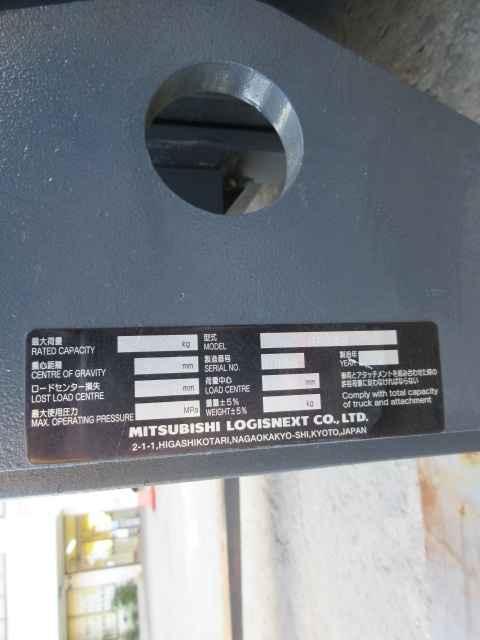 最大荷重
RATED CAPACITY kg
重心距離
CENTRE OF GRAVITY mm
ロードセンター損失
LOST LOAD CENTRE mm
最大使用圧力
MAX. OPERATING PRESSURE MPa
型式
MODEL
製造番号
SERIAL NO.
製造年
YEAR
荷重中心
LOAD CENTRE mm
重量±5%
WEIGHT±5% kg
車両とアタッチメントを組み合わせた時の
許容荷重に従わなければならない
Comply with total capacity
of truck and attachment
MITSUBISHI LOGISNEXT CO., LTD.
2-1-1, HIGASHIKOTARI, NAGAOKAKYO-SHI, KYOTO, JAPAN